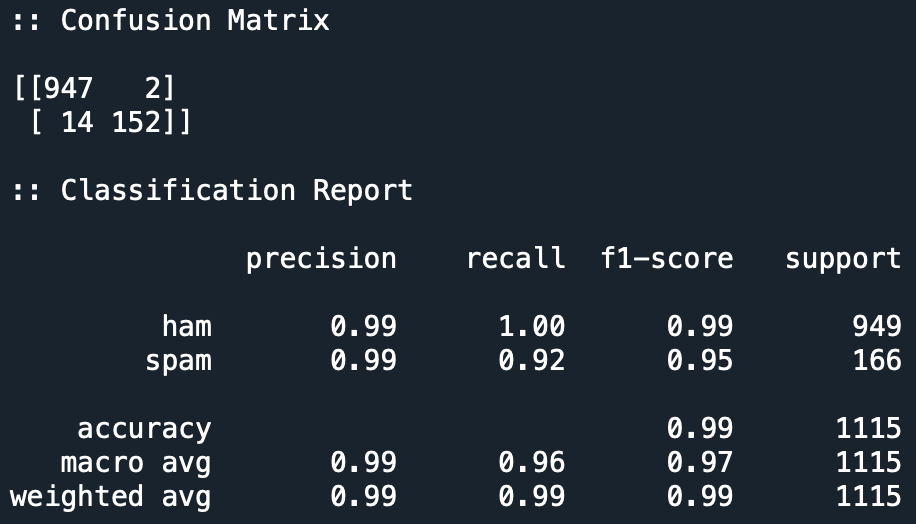 :: Confusion Matrix
[[947   2]
 [ 14 152]]
:: Classification Report
              precision    recall  f1-score   support
         ham       0.99      1.00      0.99       949
        spam       0.99      0.92      0.95       166
    accuracy                           0.99      1115
   macro avg       0.99      0.96      0.97      1115
weighted avg       0.99      0.99      0.99      1115